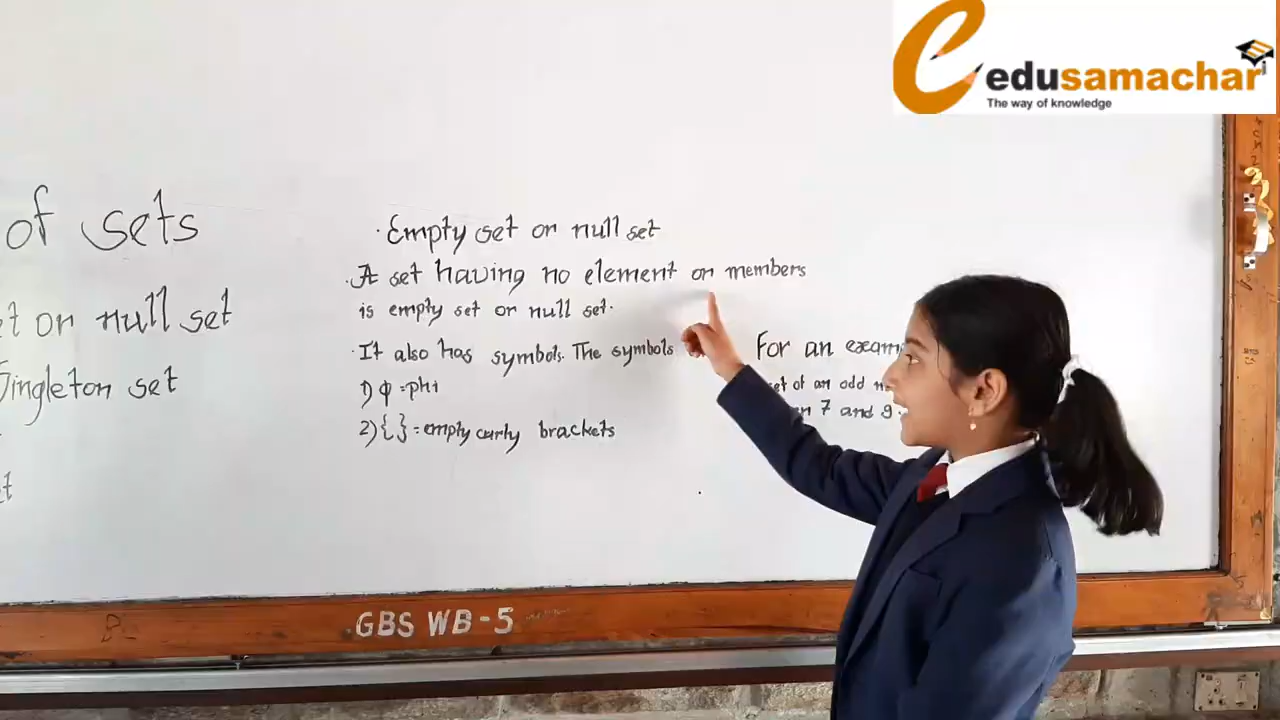 edusamachar
The way of knowledge
of sets
or null set
Singleton set
· Empty set or null set
· A set having no element or members
is empty set or null set.
· It also has symbols. The symbols
1) φ = phi
2) { } = empty curly brackets
For an exam
set of an odd n
7 and 9
GBS WB-5